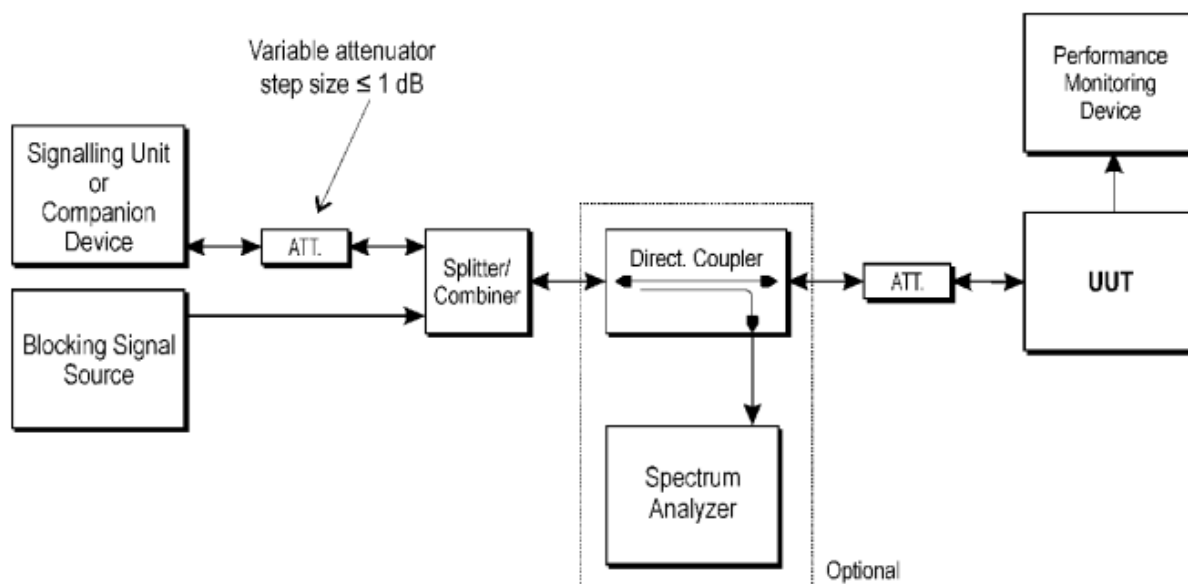 Variable attenuator
step size ≤ 1 dB
Performance
Monitoring
Device
Signalling Unit
or
Companion
Device
ATT.
Splitter/
Combiner
Direct. Coupler
ATT.
UUT
Blocking Signal
Source
Spectrum
Analyzer
Optional